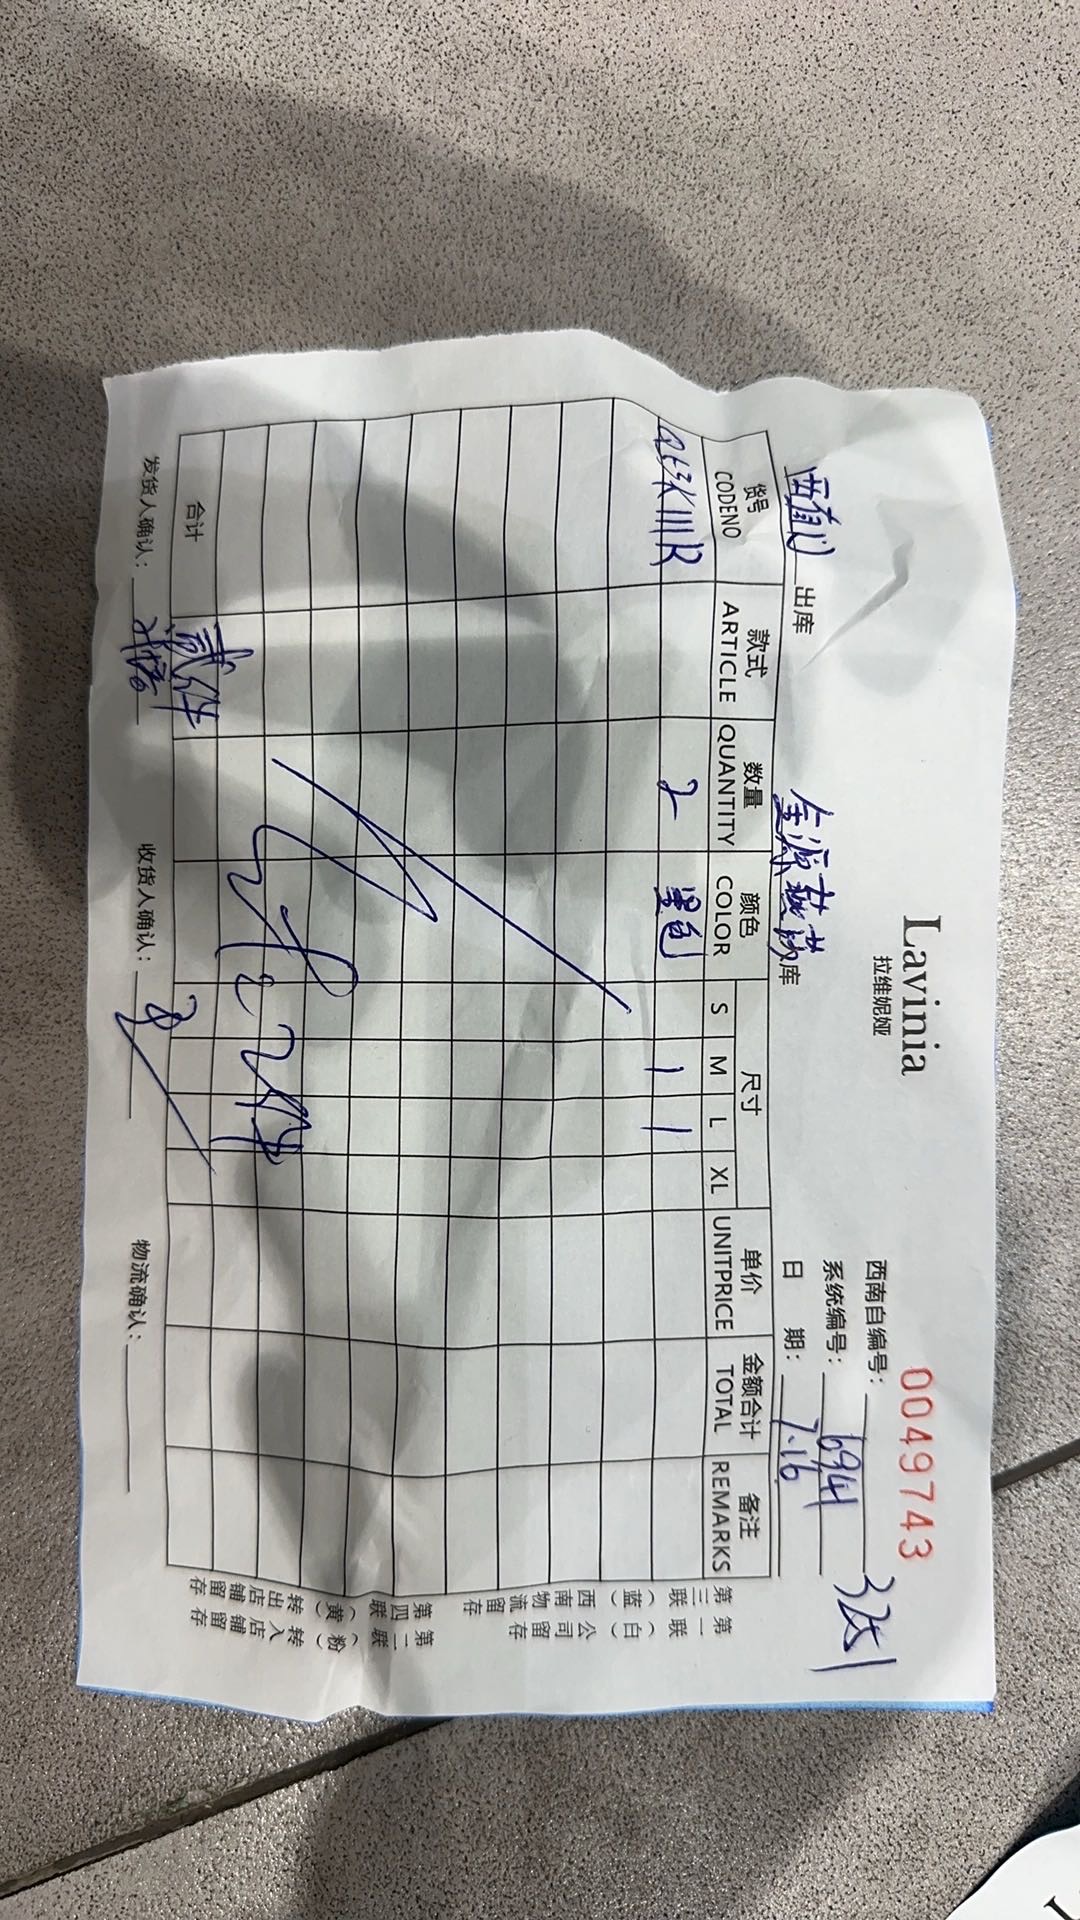 Lavinia
拉维妮娅
0049743
西南自编号：
系统编号： 6941
日 期： 7.16
出库
库
货号 款式 数量 颜色 尺寸 单价 金额合计 备注
CODENO ARTICLE QUANTITY COLOR S M L XL UNITPRICE TOTAL REMARKS
2 黑色 1 1
2件
合计 贰件
发货人确认： 收货人确认： 物流确认：
第一联（白）公司留存
第二联（粉）转入店铺留存
第三联（蓝）西南物流留存
第四联（黄）转出店铺留存